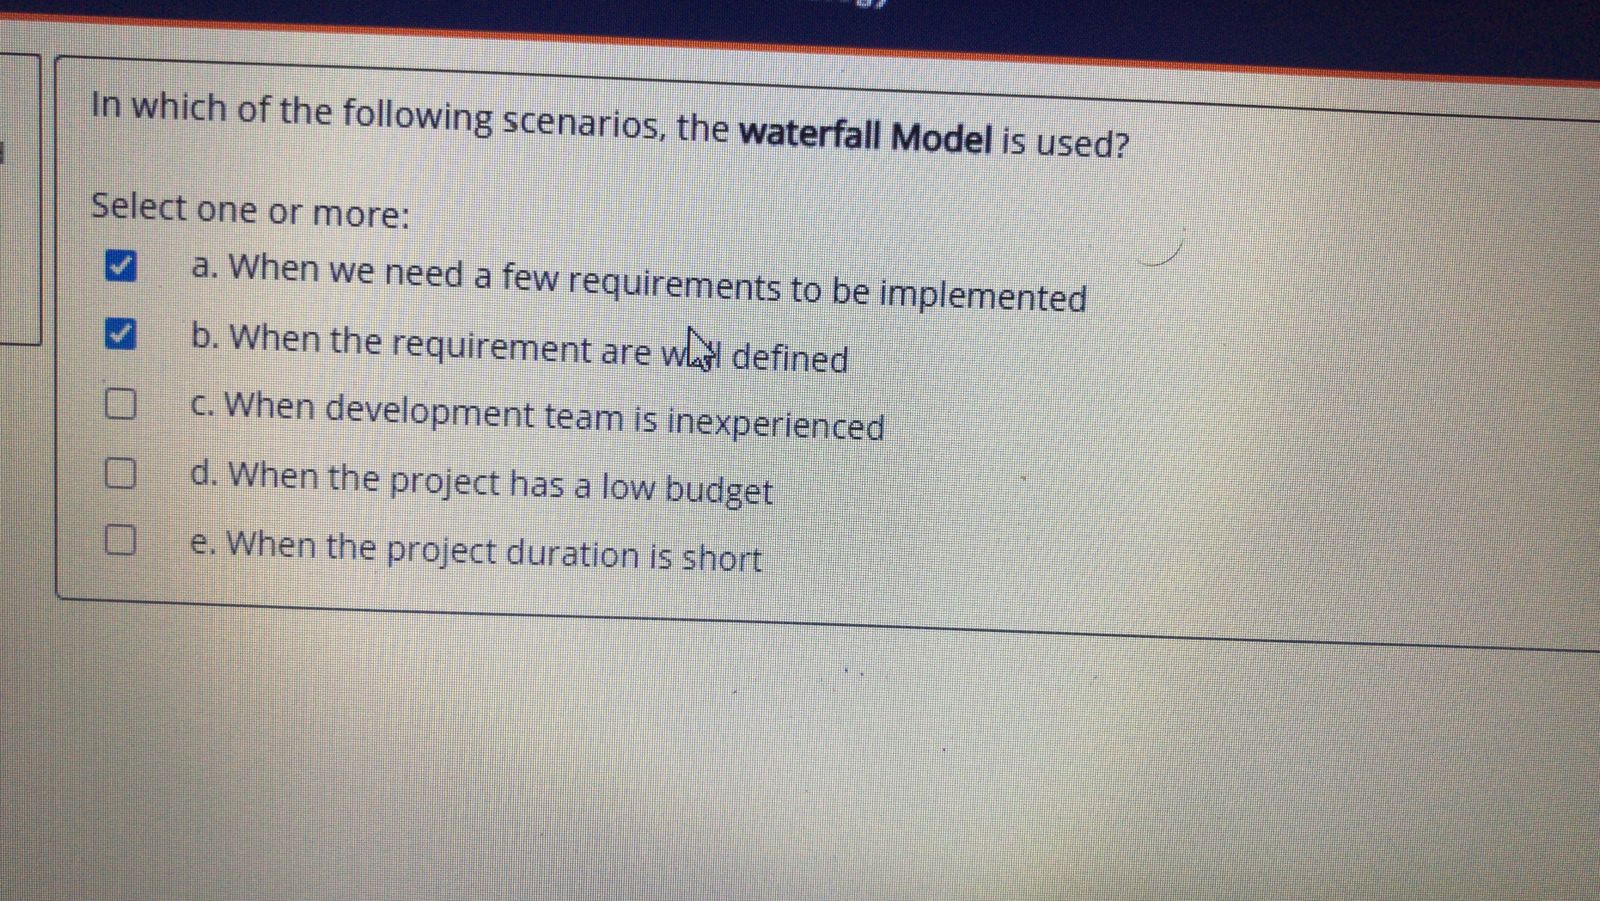 In which of the following scenarios, the waterfall Model is used?
Select one or more:
a. When we need a few requirements to be implemented
b. When the requirement are well defined
c. When development team is inexperienced
d. When the project has a low budget
e. When the project duration is short